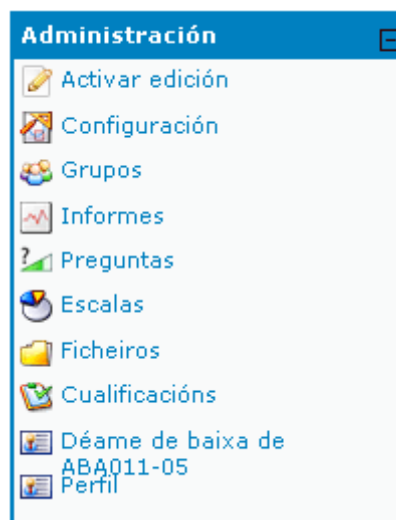 Administración
Activar edición
Configuración
Grupos
Informes
Preguntas
Escalas
Ficheiros
Cualificacións
Déame de baixa de
ABA011-05
Perfil